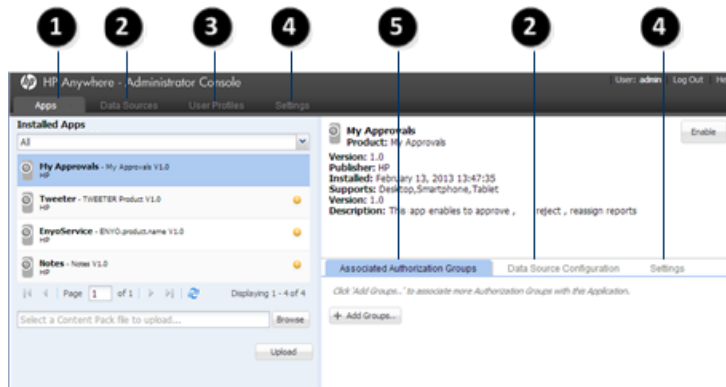 1 2 3 4 5 2 4
hp HP Anywhere - Administrator Console
User: admin Log Out He
Apps Data Sources User Profiles Settings
Installed Apps
All
My Approvals - My Approvals V1.0
HP
Tweeter - TWEETER Product V1.0
HP
EnyoService - ENYO.product.name V1.0
HP
Notes - Notes V1.0
HP
Page 1 of 1 Displaying 1 - 4 of 4
Select a Content Pack file to upload... Browse
Upload
My Approvals Enable
Product: My Approvals
Version: 1.0
Publisher: HP
Installed: February 13, 2013 13:47:35
Supports: Desktop,Smartphone,Tablet
Version: 1.0
Description: This app enables to approve , reject , reassign reports
Associated Authorization Groups Data Source Configuration Settings
Click 'Add Groups...' to associate more Authorization Groups with this Application.
+ Add Groups...